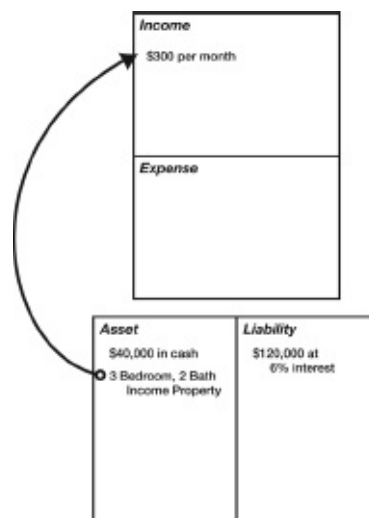 Income
$300 per month
Expense
Asset
$40,000 in cash
3 Bedroom, 2 Bath
Income Property
Liability
$120,000 at
6% interest